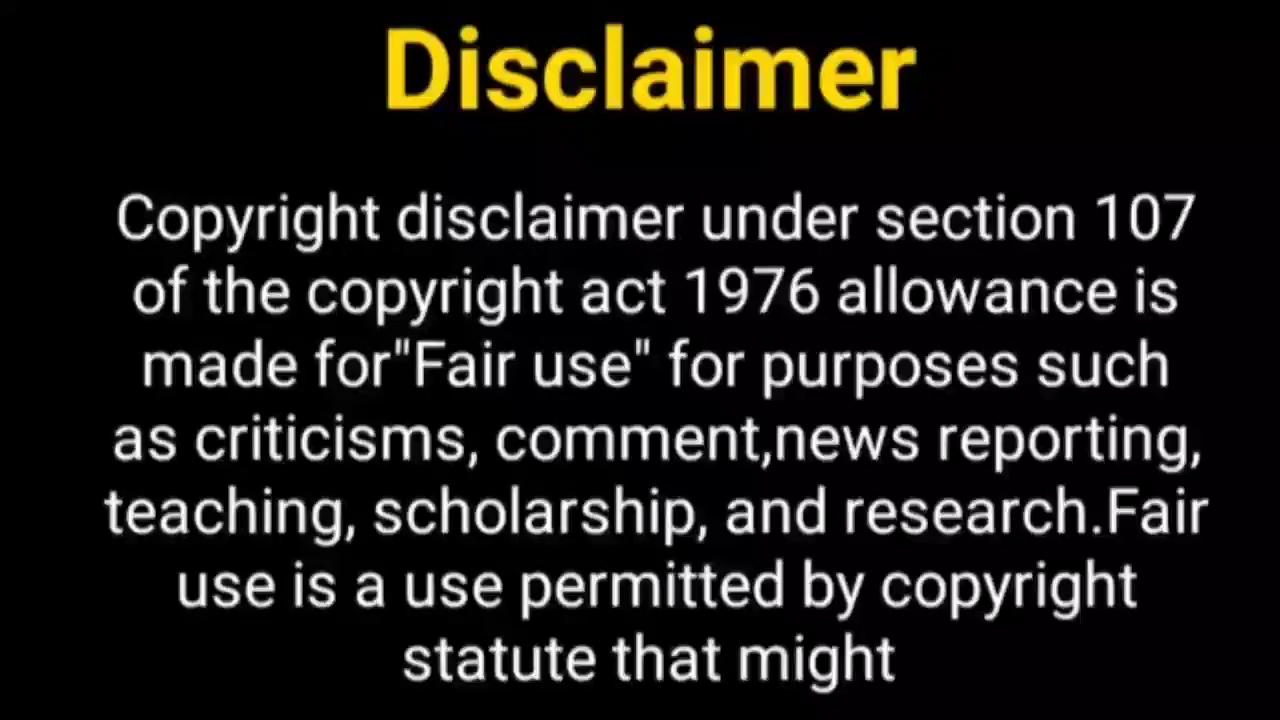 Disclaimer
Copyright disclaimer under section 107
of the copyright act 1976 allowance is
made for"Fair use" for purposes such
as criticisms, comment,news reporting,
teaching, scholarship, and research.Fair
use is a use permitted by copyright
statute that might